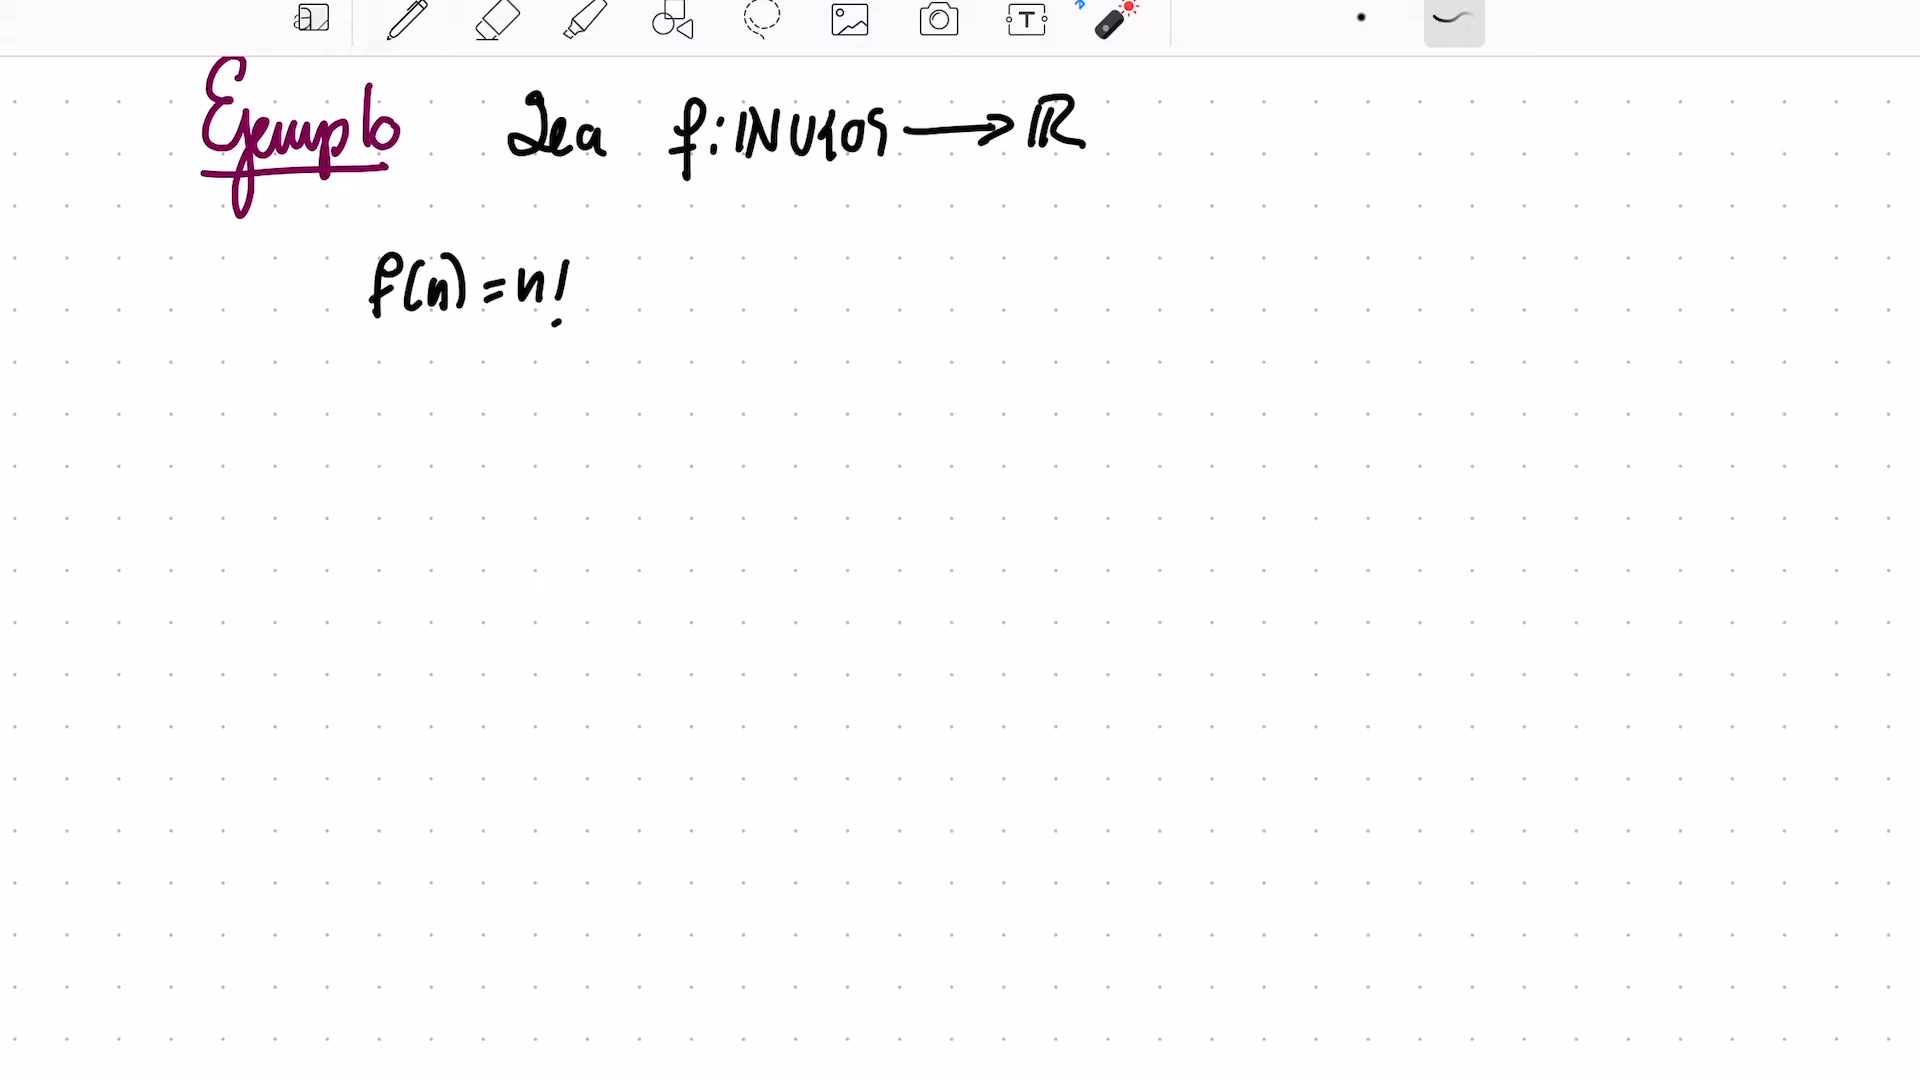 Ejemplo Sea f: ℕ ∪ {0} ⟶ ℝ
f(n) = n!